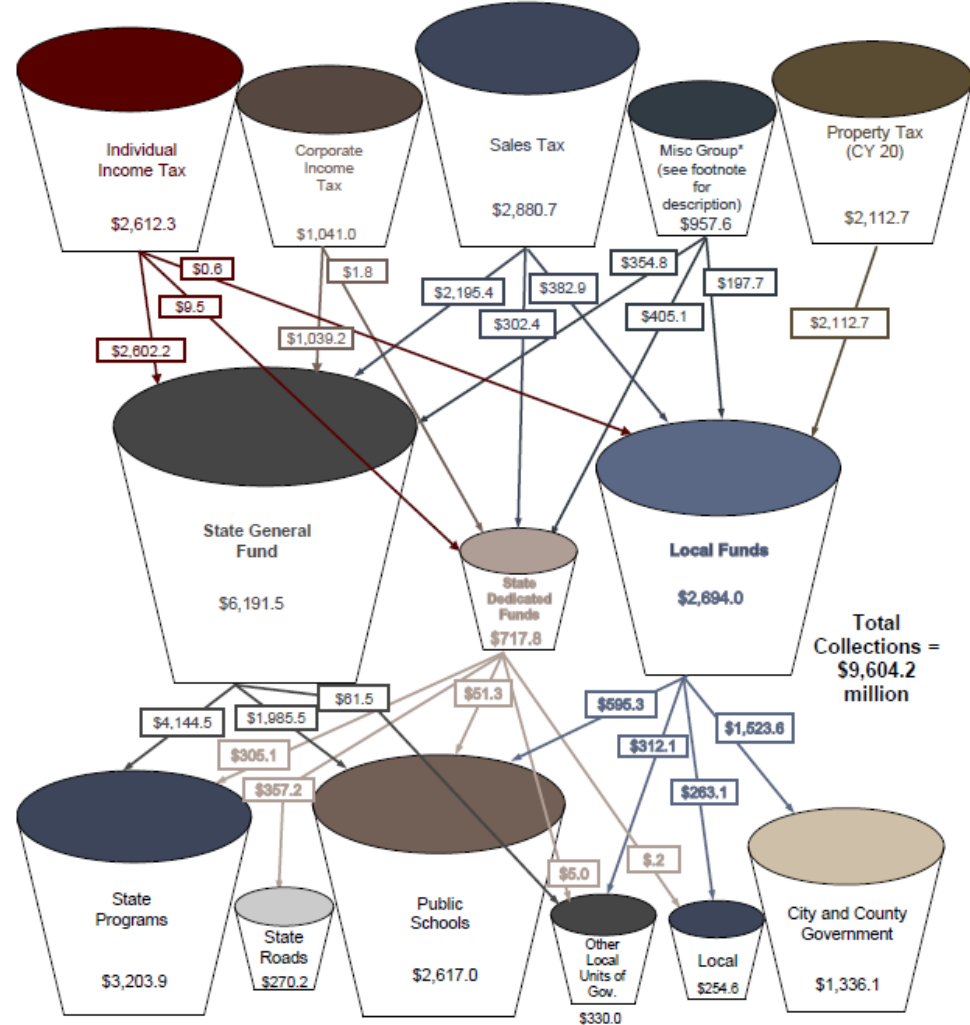 Individual
Income Tax
$2,612.3
Corporate
Income
Tax
$1,041.0
Sales Tax
$2,880.7
Misc Group*
(see footnote
for
description)
$957.6
Property Tax
(CY 20)
$2,112.7
$0.6
$9.5
$2,602.2
$1.8
$1,039.2
$2,195.4
$302.4
$382.9
$354.8
$405.1
$197.7
$2,112.7
State General
Fund
$6,191.5
State
Dedicated
Funds
$717.8
Local Funds
$2,694.0
Total
Collections =
$9,604.2
million
$4,144.5
$1,985.5
$61.5
$305.1
$357.2
$51.3
$5.0
$.2
$595.3
$312.1
$263.1
$1,523.6
State
Programs
$3,203.9
State
Roads
$270.2
Public
Schools
$2,617.0
Other
Local
Units of
Gov.
$330.0
Local
$254.6
City and County
Government
$1,336.1